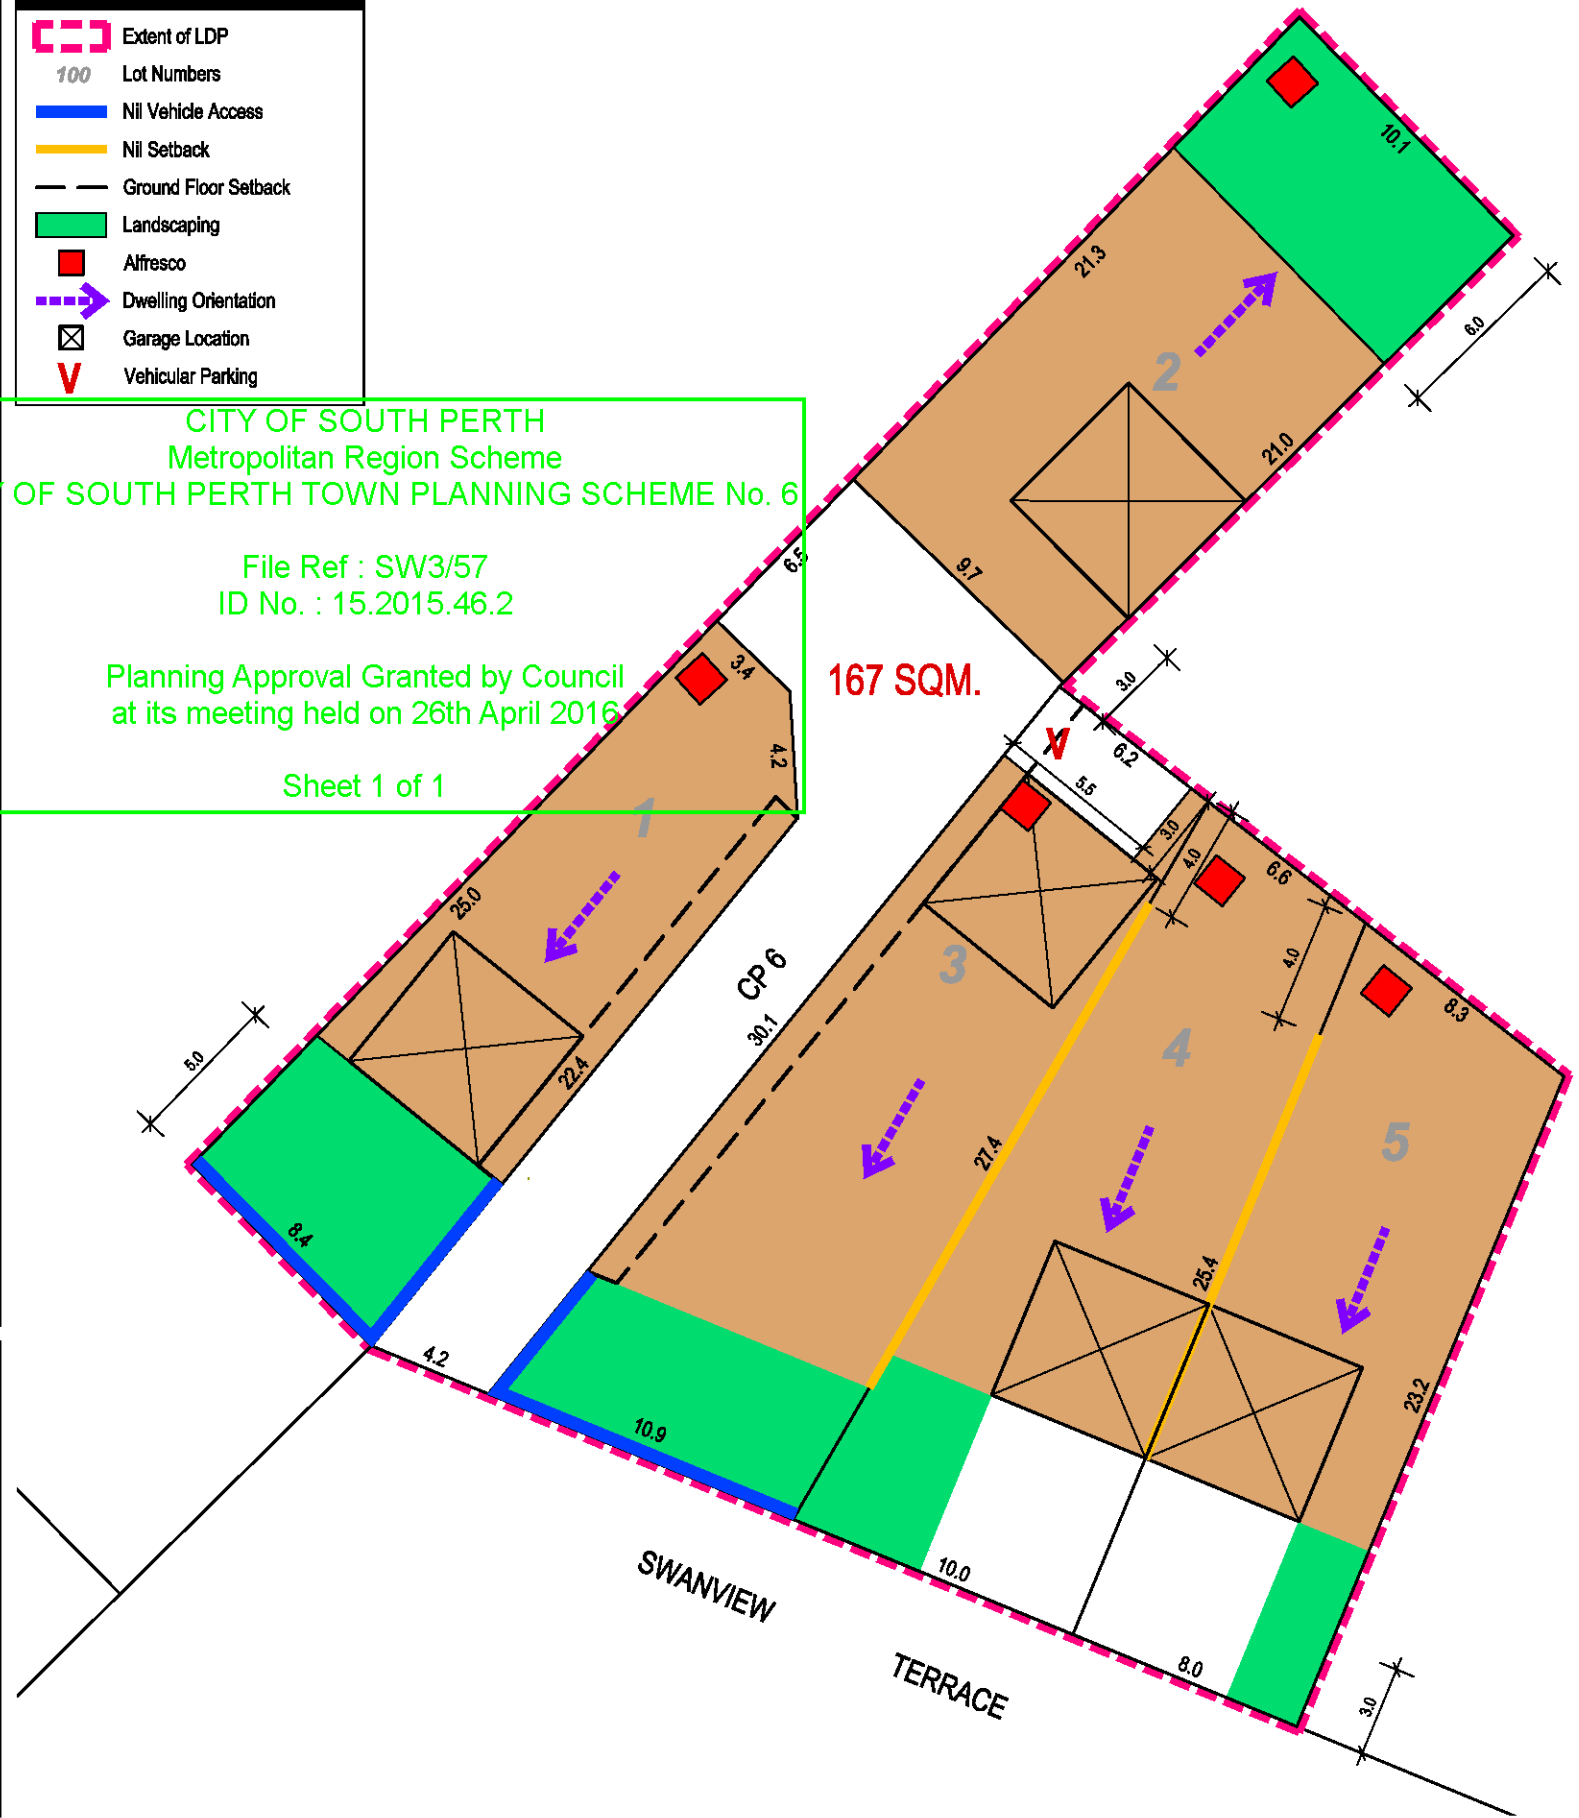 Extent of LDP
100 Lot Numbers
Nil Vehicle Access
Nil Setback
Ground Floor Setback
Landscaping
Alfresco
Dwelling Orientation
Garage Location
V Vehicular Parking
CITY OF SOUTH PERTH
Metropolitan Region Scheme
OF SOUTH PERTH TOWN PLANNING SCHEME No. 6
File Ref : SW3/57
ID No. : 15.2015.46.2
Planning Approval Granted by Council
at its meeting held on 26th April 2016
Sheet 1 of 1
10.1
21.3
6.0
2
21.0
9.7
6.5
167 SQM.
3.4
3.0
4.2
V
6.2
5.5
1
3.0
4.0
6.6
25.0
3
4.0
CP 6
8.3
30.1
5.0
22.4
4
5
27.4
8.4
25.4
4.2
23.2
10.9
10.0
SWANVIEW
TERRACE
8.0
3.0